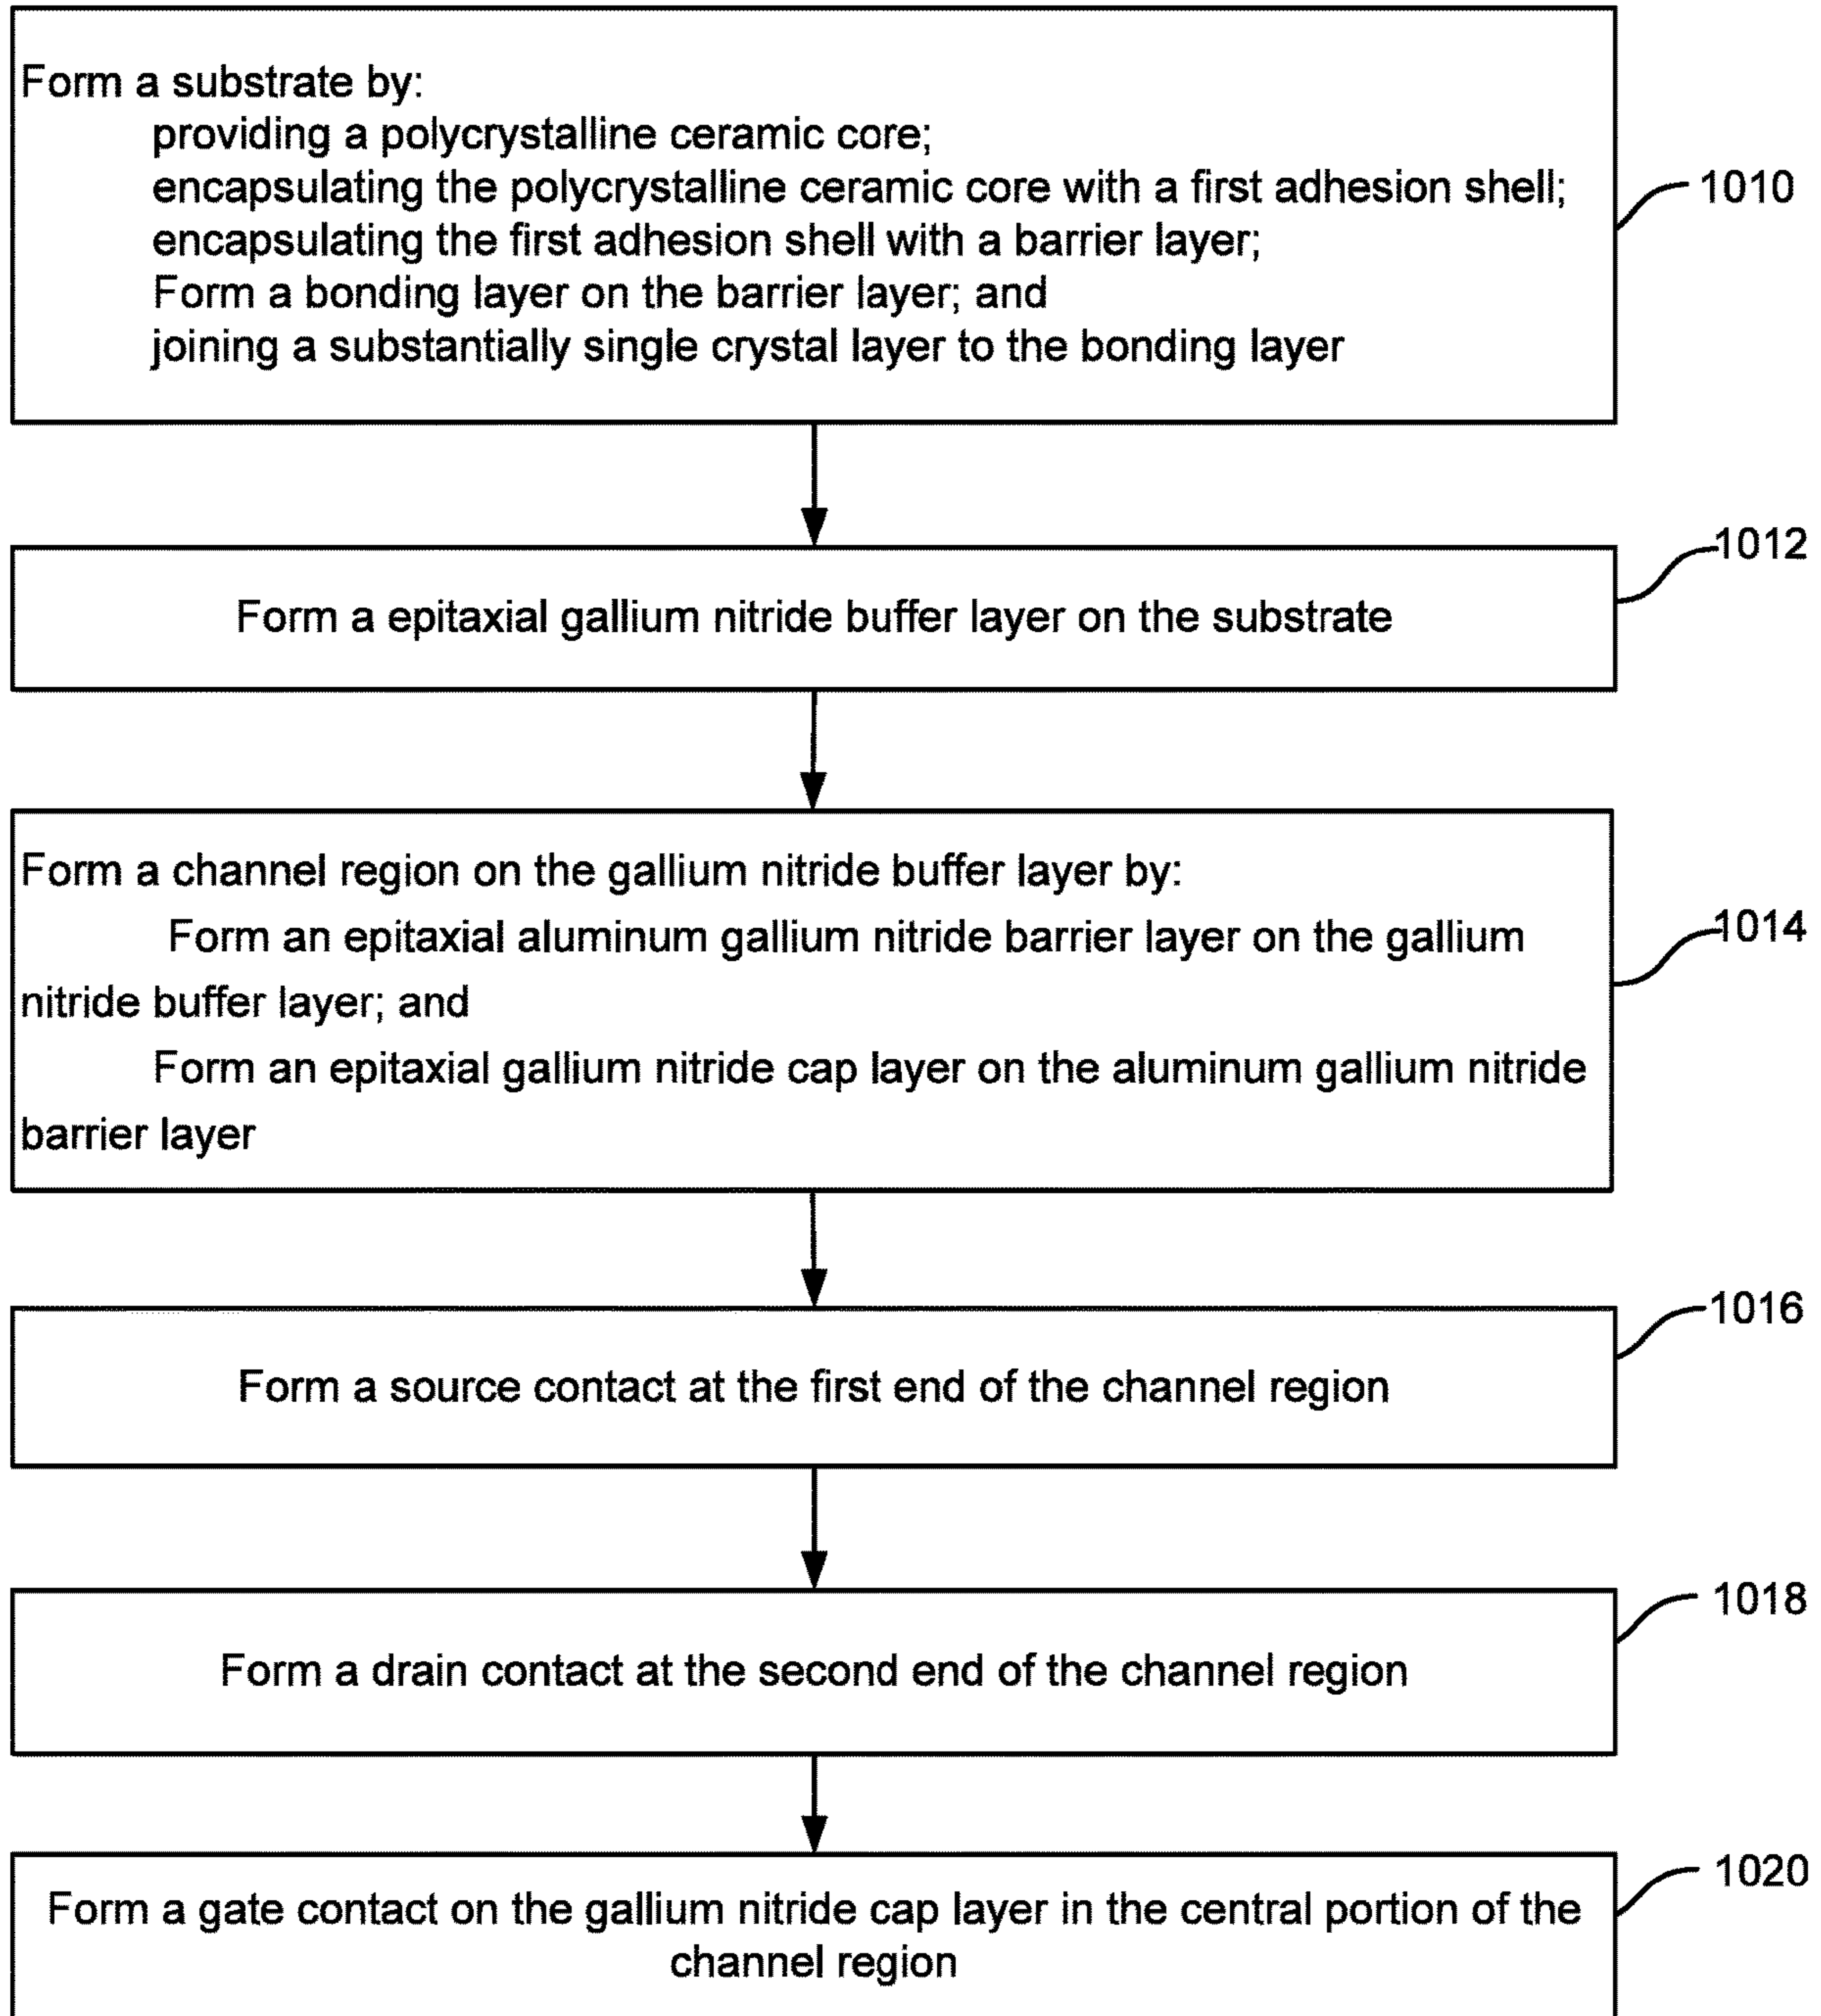 Form a substrate by:
providing a polycrystalline ceramic core;
encapsulating the polycrystalline ceramic core with a first adhesion shell;
encapsulating the first adhesion shell with a barrier layer;
Form a bonding layer on the barrier layer; and
joining a substantially single crystal layer to the bonding layer
1010
1012
Form a epitaxial gallium nitride buffer layer on the substrate
Form a channel region on the gallium nitride buffer layer by:
Form an epitaxial aluminum gallium nitride barrier layer on the gallium
nitride buffer layer; and
Form an epitaxial gallium nitride cap layer on the aluminum gallium nitride
barrier layer
1014
1016
Form a source contact at the first end of the channel region
1018
Form a drain contact at the second end of the channel region
1020
Form a gate contact on the gallium nitride cap layer in the central portion of the
channel region